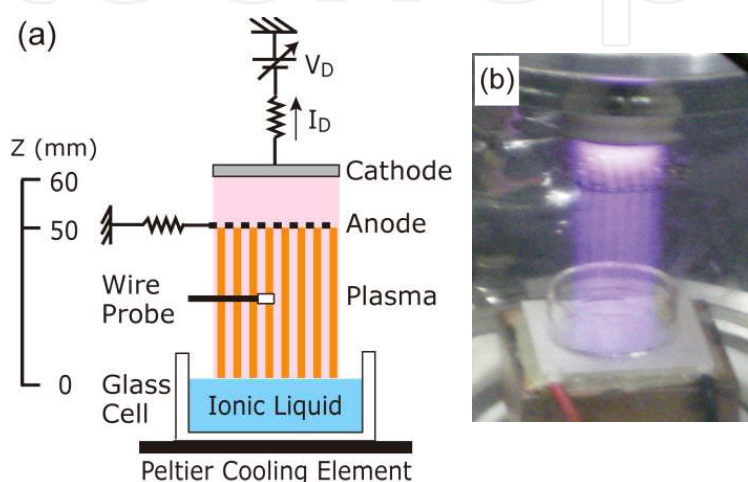 (a)
V_D
I_D
Z (mm)
Cathode
60
50
Anode
Wire
Probe
Plasma
0
Glass
Cell
Ionic Liquid
Peltier Cooling Element
(b)